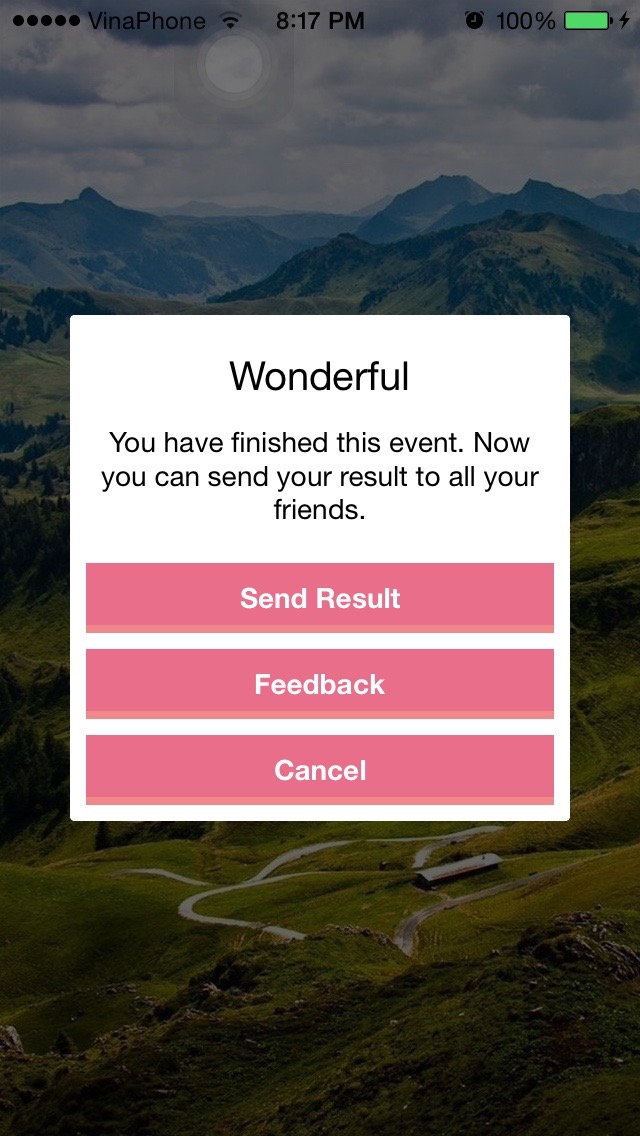 VinaPhone 8:17 PM 100%
Wonderful
You have finished this event. Now
you can send your result to all your
friends.
Send Result
Feedback
Cancel